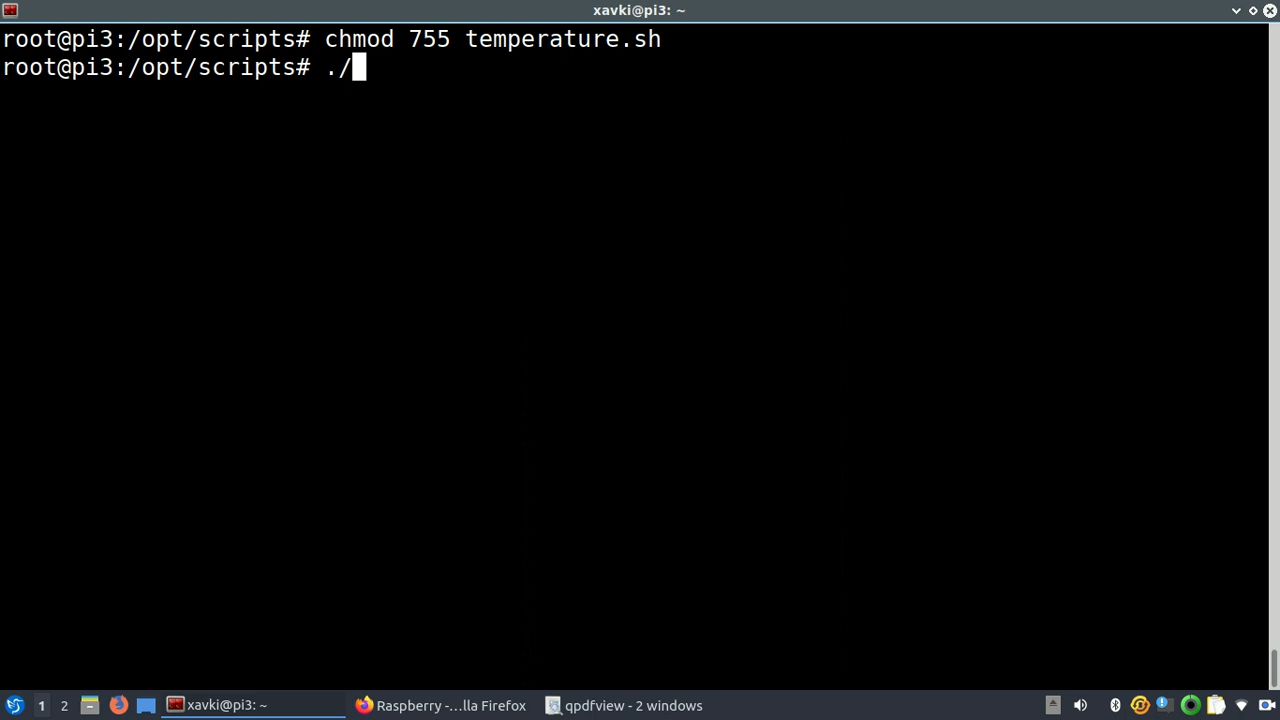 xavki@pi3: ~
root@pi3:/opt/scripts# chmod 755 temperature.sh
root@pi3:/opt/scripts# ./
1 2 xavki@pi3: ~ Raspberry -...lla Firefox qpdfview - 2 windows